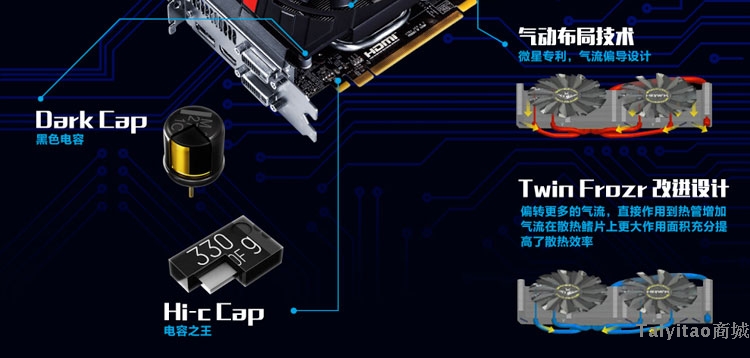 HDMI
气动布局技术
微星专利，气流偏导设计
Dark Cap
黑色电容
Twin Frozr 改进设计
偏转更多的气流，直接作用到热管增加
气流在散热鳍片上更大作用面积充分提
高了散热效率
330
g
Hi-c Cap
电容之王
Taiyitao商城